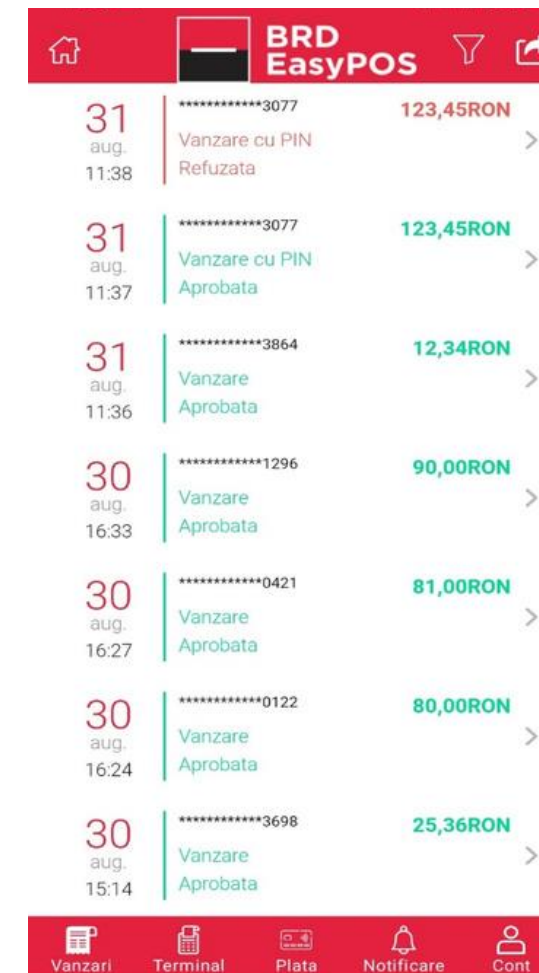 BRD
EasyPOS
31
aug.
11:38
************3077
Vanzare cu PIN
Refuzata
123,45RON
31
aug.
11:37
************3077
Vanzare cu PIN
Aprobata
123,45RON
31
aug.
11:36
************3864
Vanzare
Aprobata
12,34RON
30
aug.
16:33
************1296
Vanzare
Aprobata
90,00RON
30
aug.
16:27
************0421
Vanzare
Aprobata
81,00RON
30
aug.
16:24
************0122
Vanzare
Aprobata
80,00RON
30
aug.
15:14
************3698
Vanzare
Aprobata
25,36RON
Vanzari
Terminal
Plata
Notificare
Cont